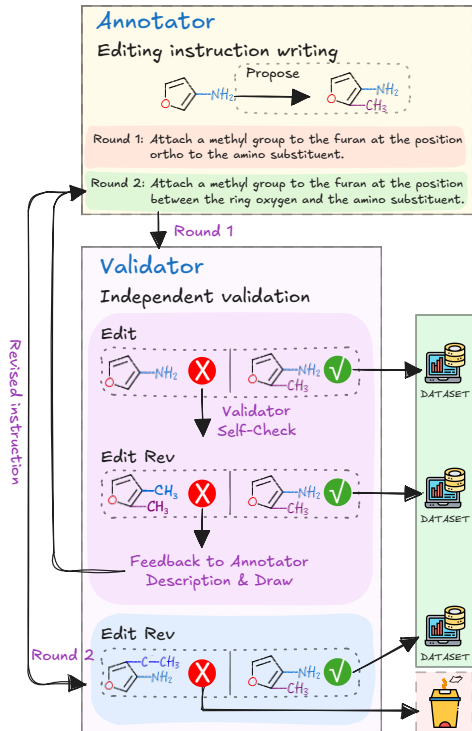 Annotator
Editing instruction writing
Propose
O
NH2
O
NH2
CH3
Round 1: Attach a methyl group to the furan at the position
ortho to the amino substituent.
Round 2: Attach a methyl group to the furan at the position
between the ring oxygen and the amino substituent.
Round 1
Validator
Independent validation
Revised instruction
Edit
O
NH2
X
O
NH2
CH3
√
DATASET
Validator
Self-Check
Edit Rev
O
CH3
CH3
X
O
NH2
CH3
√
DATASET
Feedback to Annotator
Description & Draw
Round 2
Edit Rev
O
C-CH3
NH2
X
O
NH2
CH3
√
DATASET